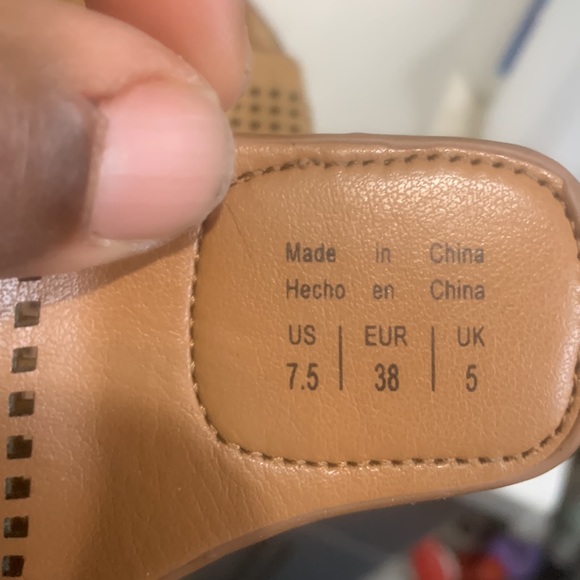 Made in China
Hecho en China
US | EUR | UK
7.5 | 38 | 5